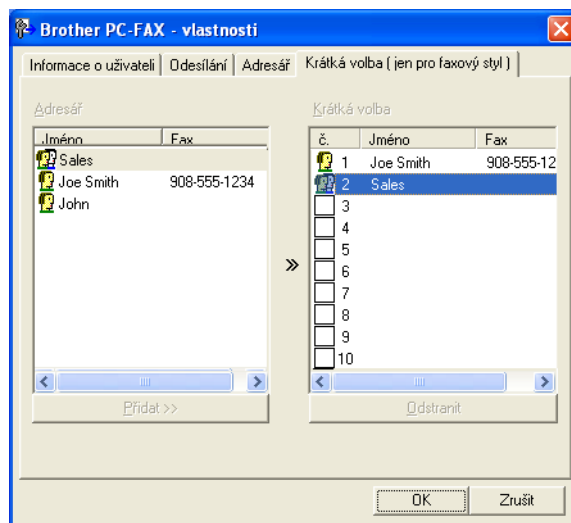 Brother PC-FAX - vlastnosti
Informace o uživateli Odesílání Adresář Krátká volba ( jen pro faxový styl )
Adresář
Jméno Fax
Sales
Joe Smith 908-555-1234
John
Krátká volba
č. Jméno Fax
1 Joe Smith 908-555-12
2 Sales
3
4
5
6
7
8
9
10
Přidat >>
Odstranit
OK Zrušit